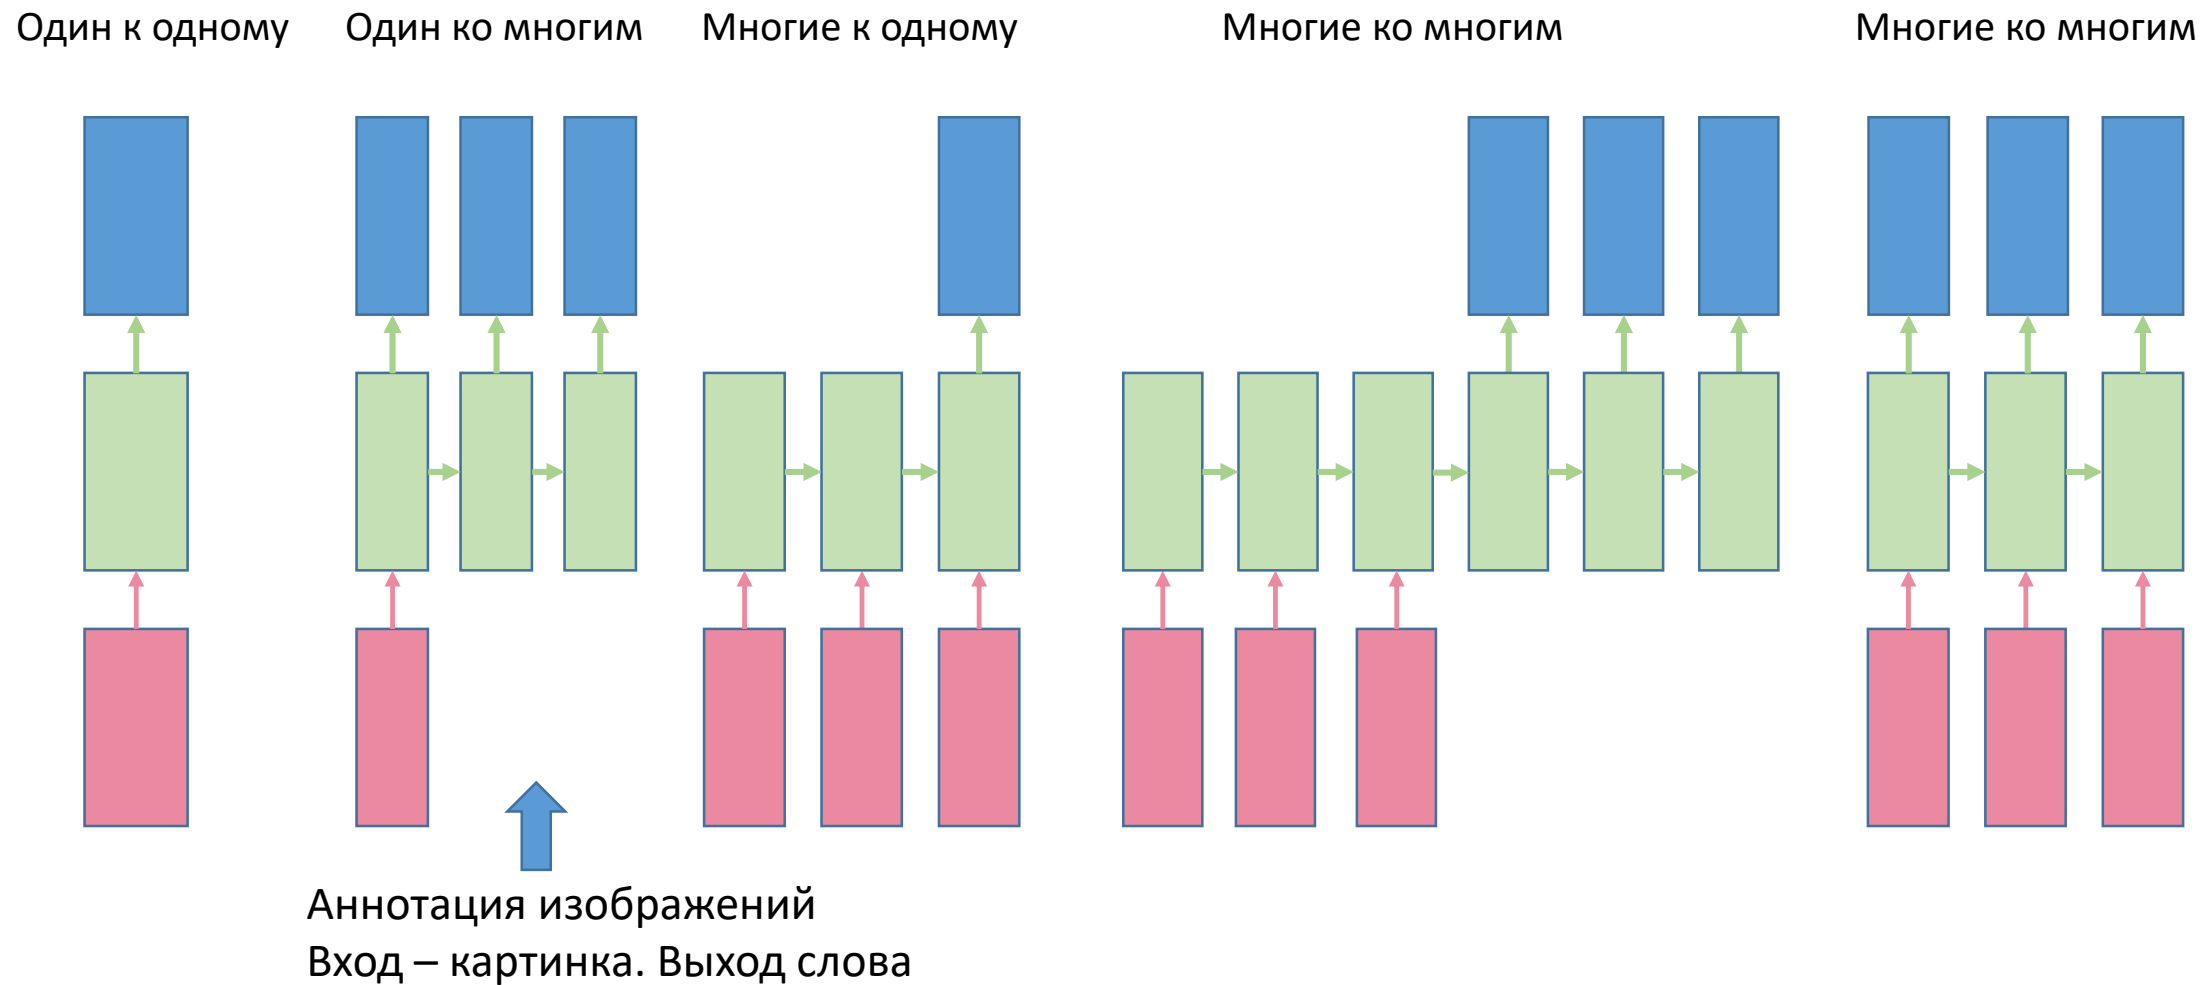 Один к одному
Один ко многим
Многие к одному
Многие ко многим
Многие ко многим
Аннотация изображений
Вход – картинка. Выход слова